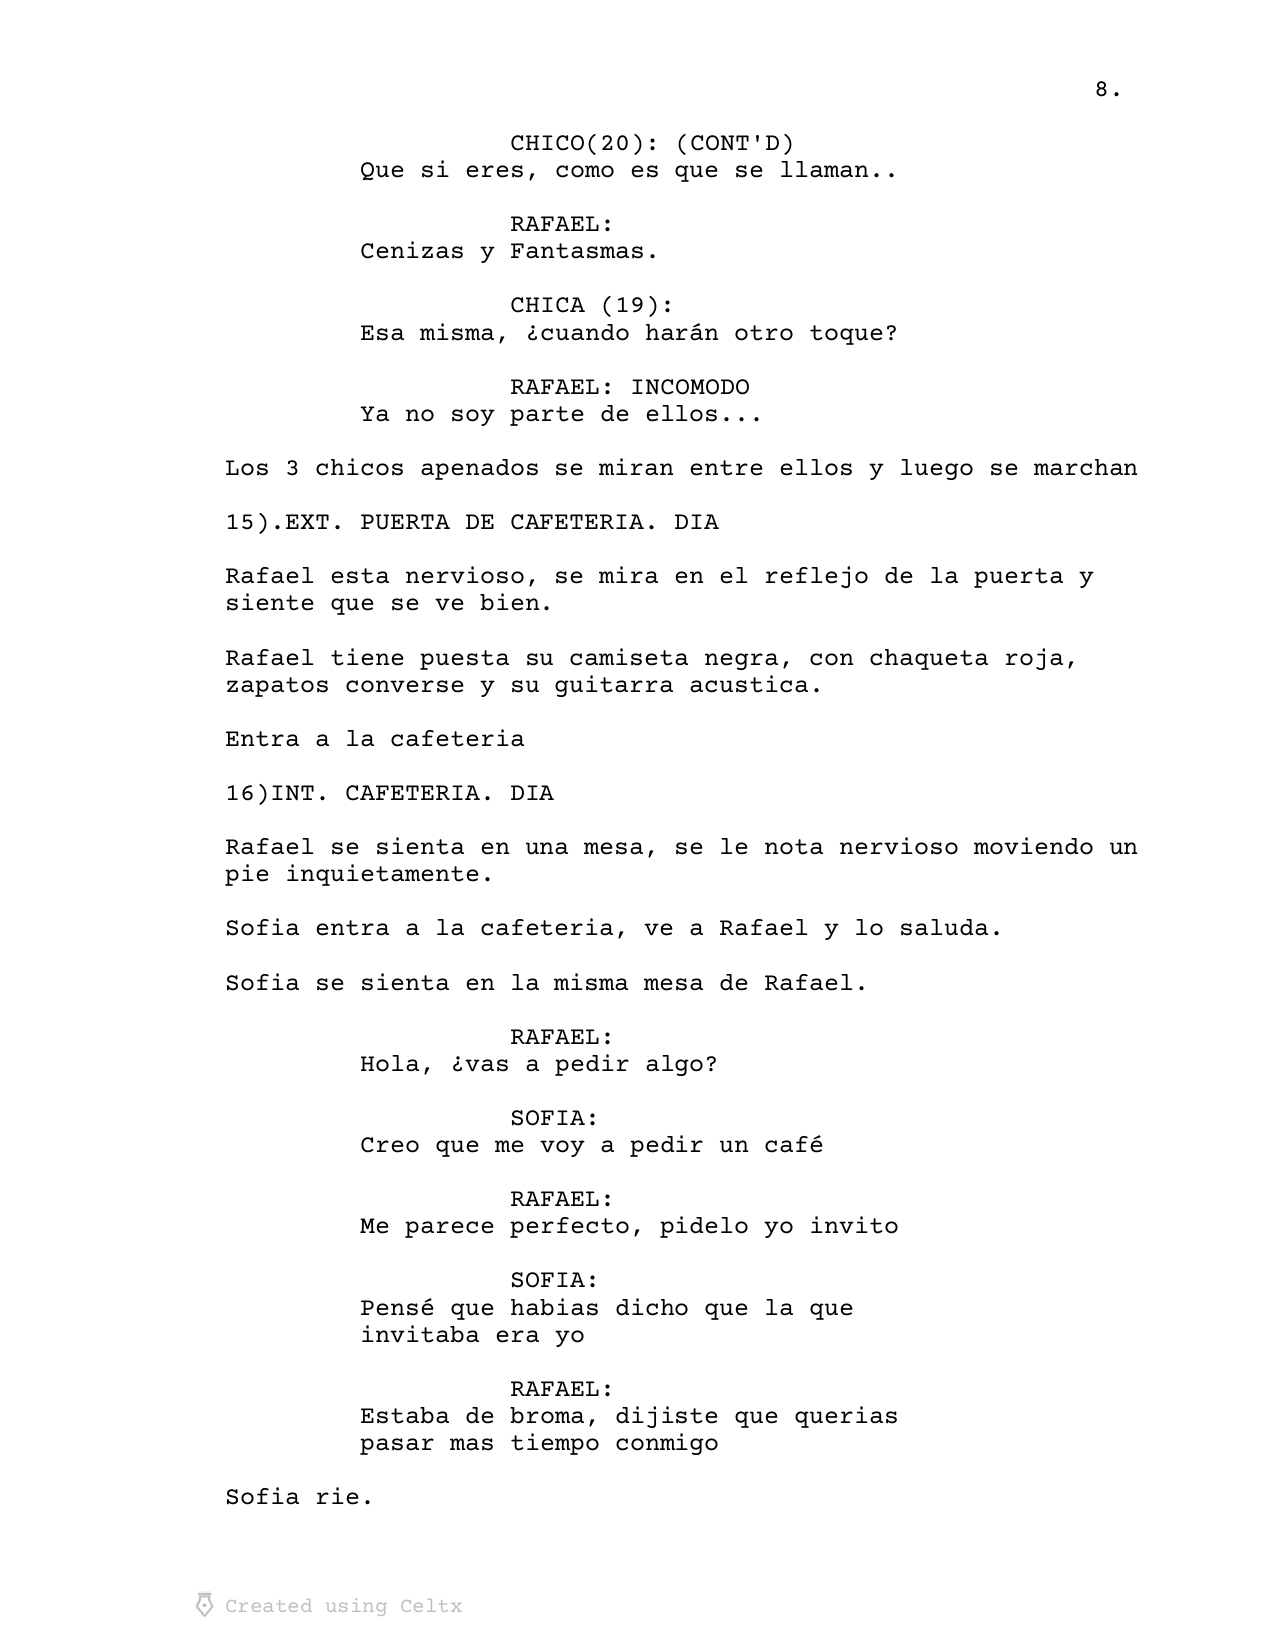 8.
CHICO(20): (CONT'D)
Que si eres, como es que se llaman..
RAFAEL:
Cenizas y Fantasmas.
CHICA (19):
Esa misma, ¿cuando harán otro toque?
RAFAEL: INCOMODO
Ya no soy parte de ellos...
Los 3 chicos apenados se miran entre ellos y luego se marchan
15).EXT. PUERTA DE CAFETERIA. DIA
Rafael esta nervioso, se mira en el reflejo de la puerta y
siente que se ve bien.
Rafael tiene puesta su camiseta negra, con chaqueta roja,
zapatos converse y su guitarra acustica.
Entra a la cafeteria
16)INT. CAFETERIA. DIA
Rafael se sienta en una mesa, se le nota nervioso moviendo un
pie inquietamente.
Sofia entra a la cafeteria, ve a Rafael y lo saluda.
Sofia se sienta en la misma mesa de Rafael.
RAFAEL:
Hola, ¿vas a pedir algo?
SOFIA:
Creo que me voy a pedir un café
RAFAEL:
Me parece perfecto, pidelo yo invito
SOFIA:
Pensé que habias dicho que la que
invitaba era yo
RAFAEL:
Estaba de broma, dijiste que querias
pasar mas tiempo conmigo
Sofia rie.
Created using Celtx